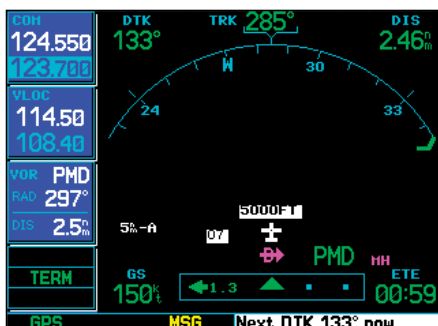 COM
124.550
123.700
VLOC
114.50
108.40
VOR PMD
RAD 297°
DIS 2.5nm
TERM
GPS
DTK
133°
TRK 285°
DIS
2.46nm
W
30
24
33
5000FT
5nm-A
07
PMD
MH
GS
150kt
1.3
ETE
00:59
MSG
Next DTK 133° now